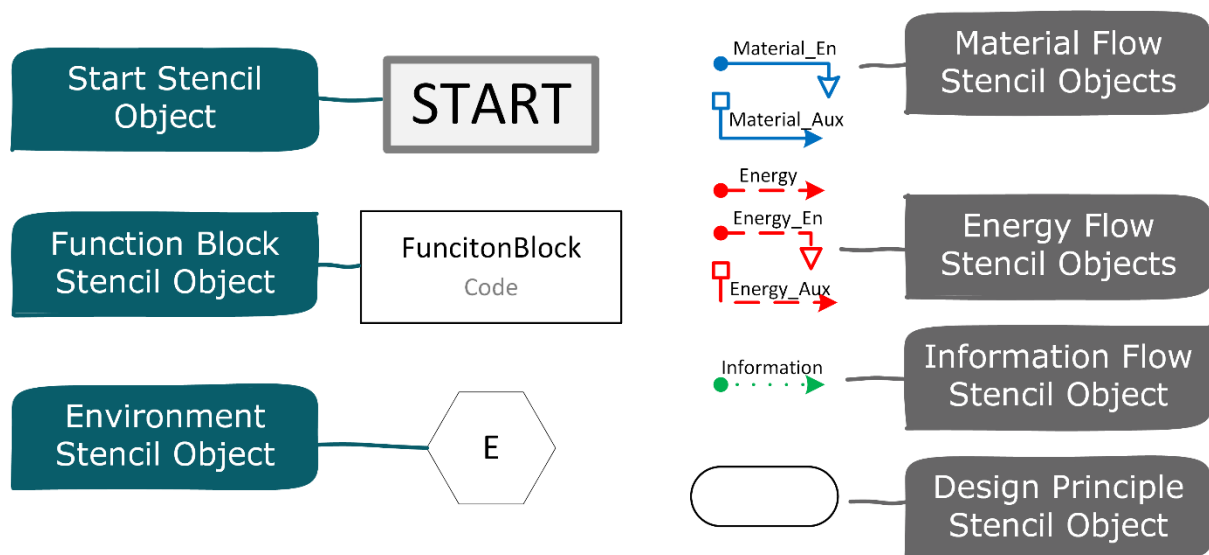 Start Stencil
Object
START
Function Block
Stencil Object
FuncitonBlock
Code
Environment
Stencil Object
E
Material_En
Material_Aux
Material Flow
Stencil Objects
Energy
Energy_En
Energy_Aux
Energy Flow
Stencil Objects
Information
Information Flow
Stencil Object
Design Principle
Stencil Object